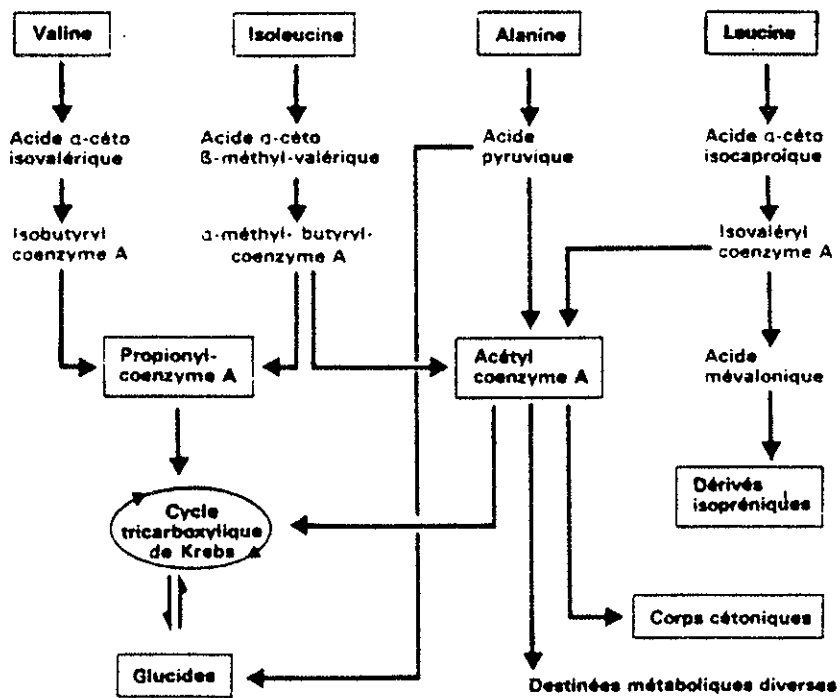 Valine
Isoleucine
Alanine
Leucine
Acide α-céto
isovalérique
Acide α-céto
ß-méthyl-valérique
Acide
pyruvique
Acide α-céto
isocaproïque
Isobutyryl
coenzyme A
α-méthyl- butyryl-
coenzyme A
Isovaléryl
coenzyme A
Propionyl-
coenzyme A
Acétyl
coenzyme A
Acide
mévalonique
Cycle
tricarboxylique
de Krebs
Dérivés
isopréniques
Corps cétoniques
Glucides
Destinées métaboliques diverses